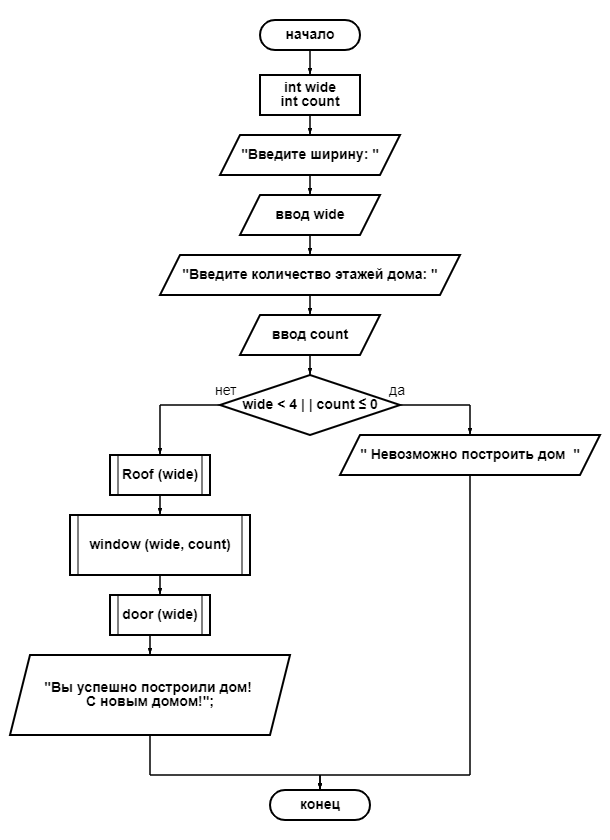 начало
int wide
int count
"Введите ширину: "
ввод wide
"Введите количество этажей дома: "
ввод count
нет
да
wide < 4 | | count ≤ 0
" Невозможно построить дом  "
Roof (wide)
window (wide, count)
door (wide)
"Вы успешно построили дом!
С новым домом!";
конец